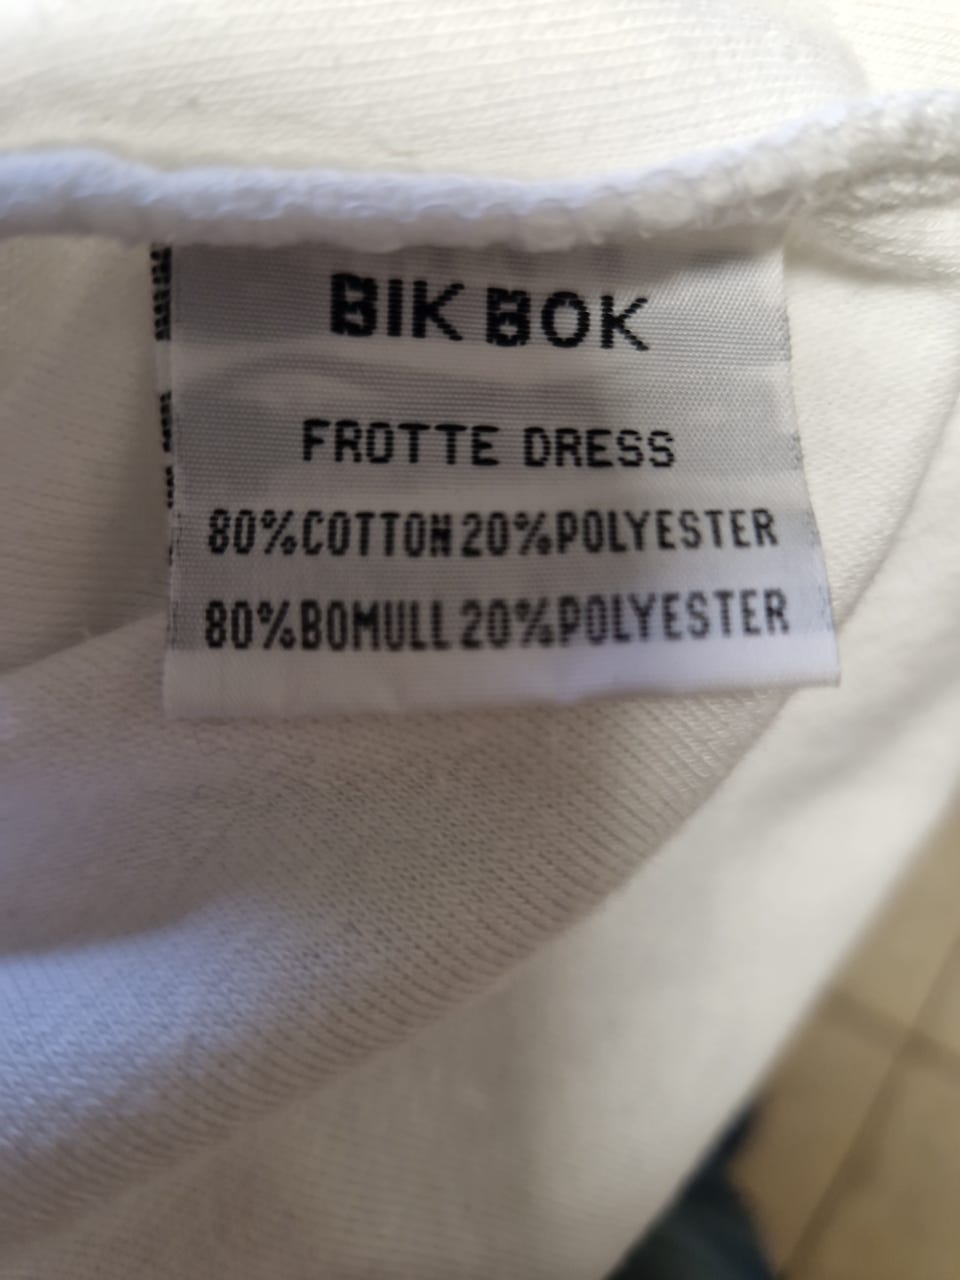 BIK BOK
FROTTE DRESS
80%COTTON 20%POLYESTER
80%BOMULL 20%POLYESTER